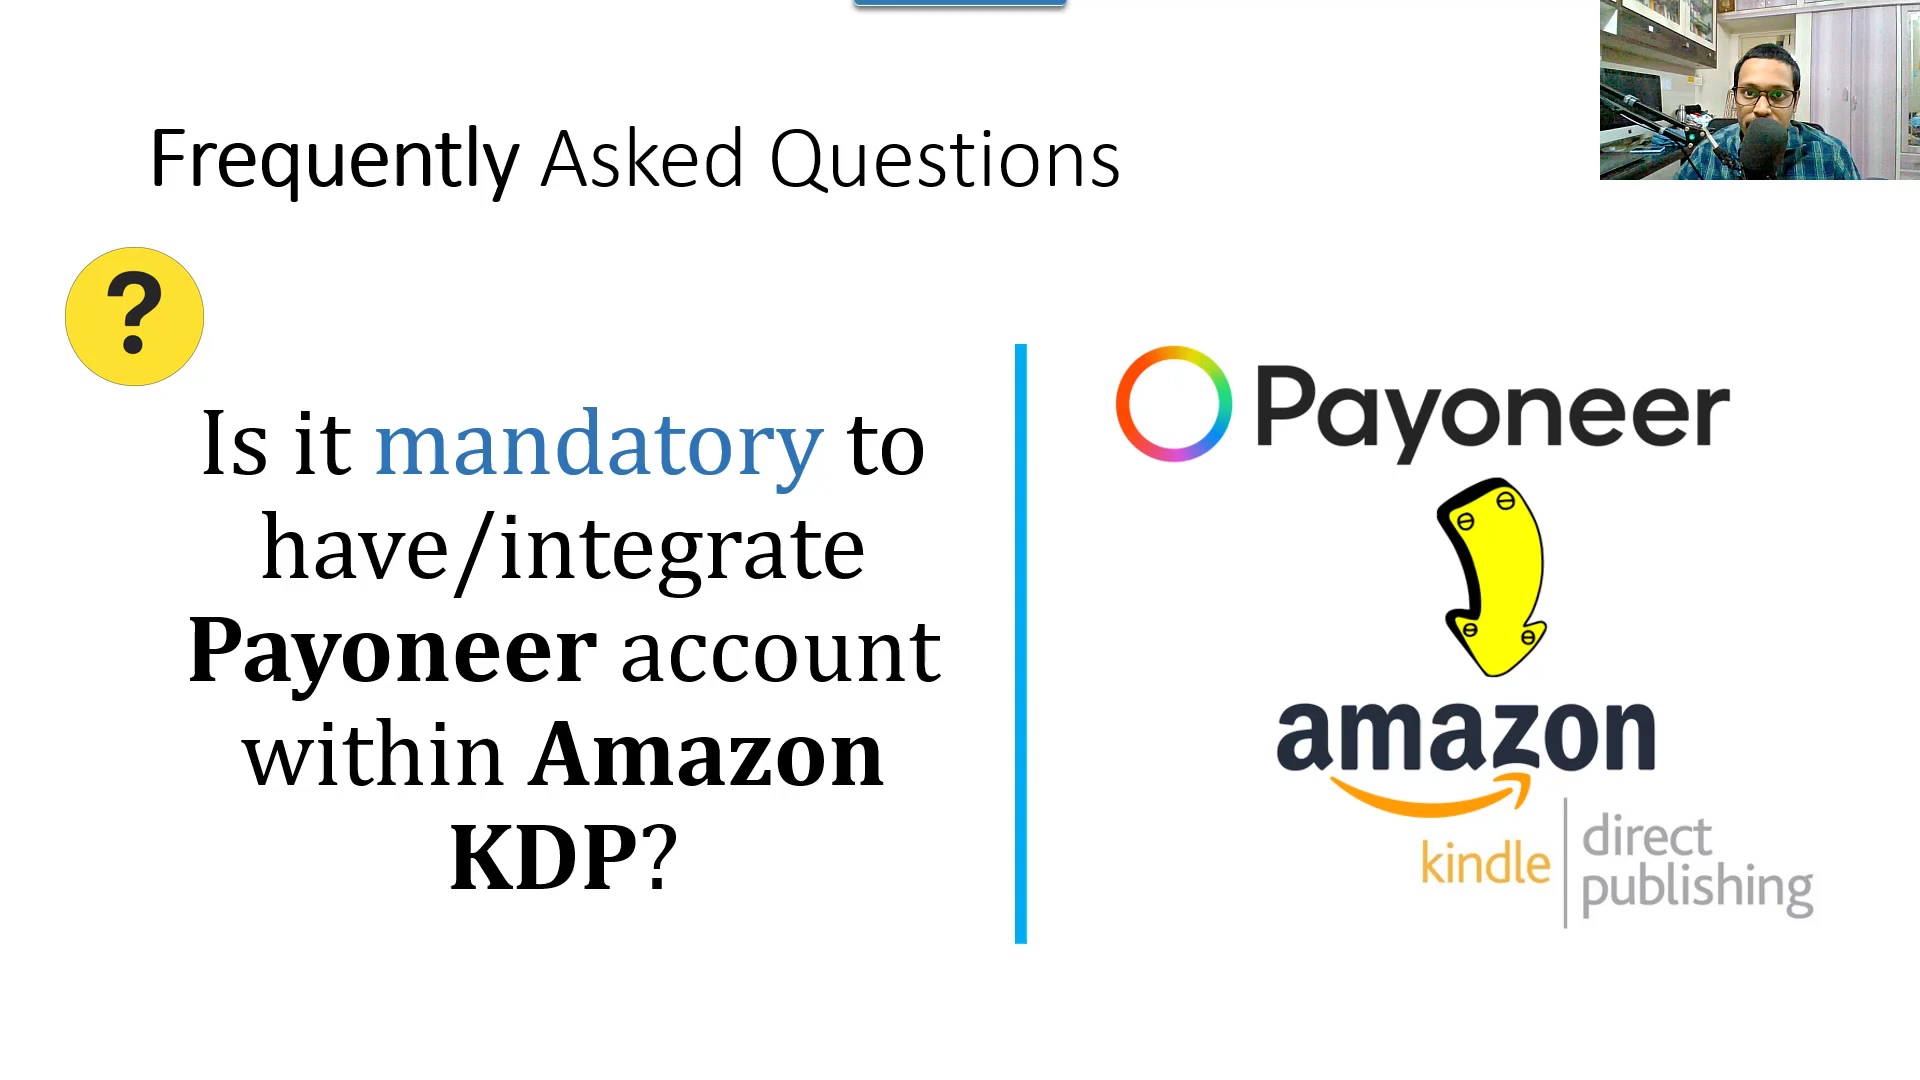 Frequently Asked Questions
?
Is it mandatory to
have/integrate
Payoneer account
within Amazon
KDP?
Payoneer
amazon
kindle
direct
publishing